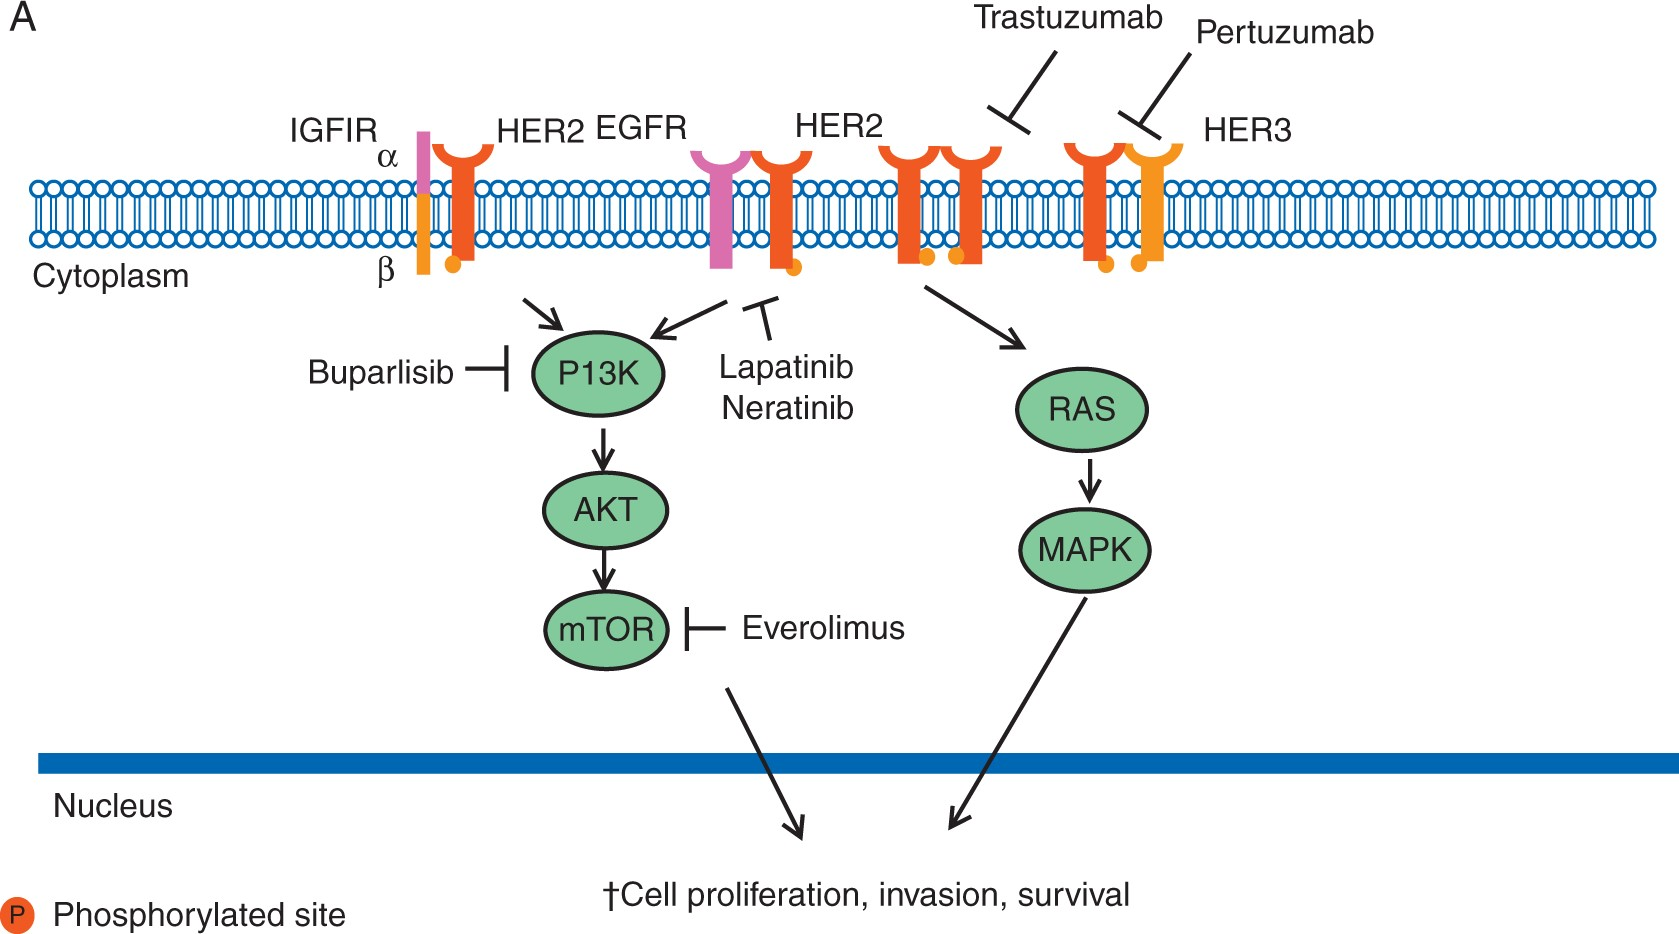 A
Trastuzumab
Pertuzumab
IGFIR
α
HER2
EGFR
HER2
HER3
Cytoplasm
β
Buparlisib
P13K
Lapatinib
Neratinib
RAS
AKT
MAPK
mTOR
Everolimus
Nucleus
†Cell proliferation, invasion, survival
P Phosphorylated site